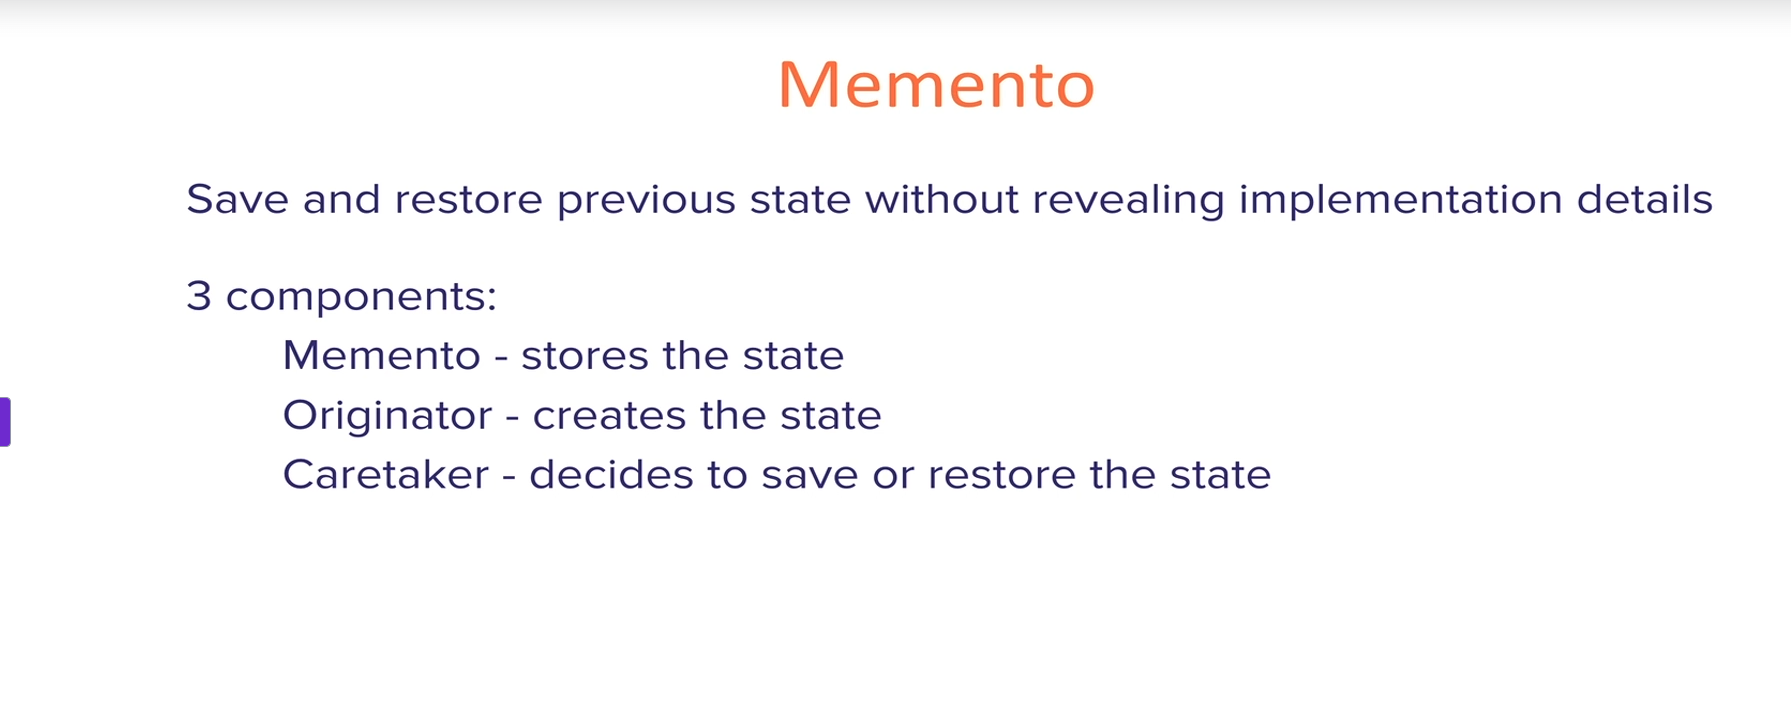 Memento
Save and restore previous state without revealing implementation details
3 components:
Memento - stores the state
Originator - creates the state
Caretaker - decides to save or restore the state